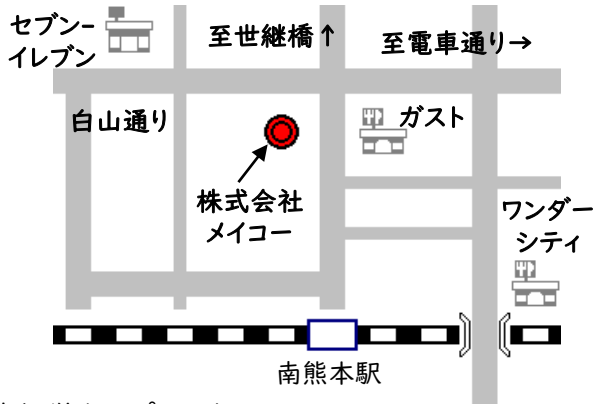 セブン-
イレブン
至世継橋↑
至電車通り→
白山通り
ガスト
株式会社
メイコー
ワンダー
シティ
南熊本駅